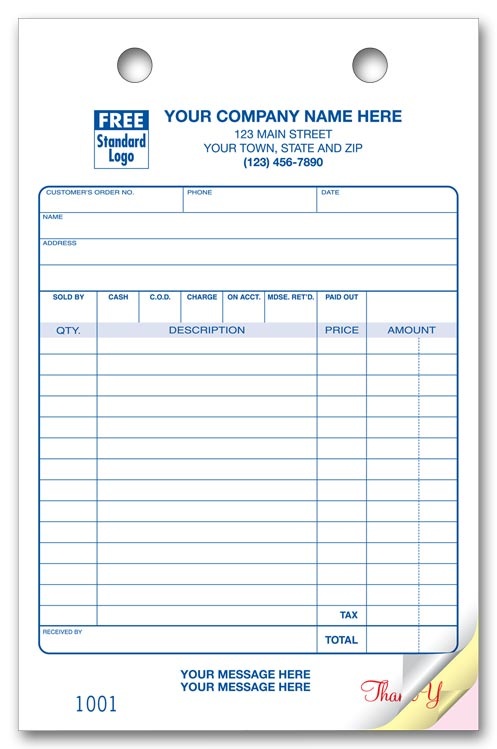 FREE
Standard
Logo
YOUR COMPANY NAME HERE
123 MAIN STREET
YOUR TOWN, STATE AND ZIP
(123) 456-7890
CUSTOMER'S ORDER NO. PHONE DATE
NAME
ADDRESS
SOLD BY CASH C.O.D. CHARGE ON ACCT. MDSE. RET'D. PAID OUT
QTY. DESCRIPTION PRICE AMOUNT
TAX
RECEIVED BY TOTAL
YOUR MESSAGE HERE
YOUR MESSAGE HERE
1001